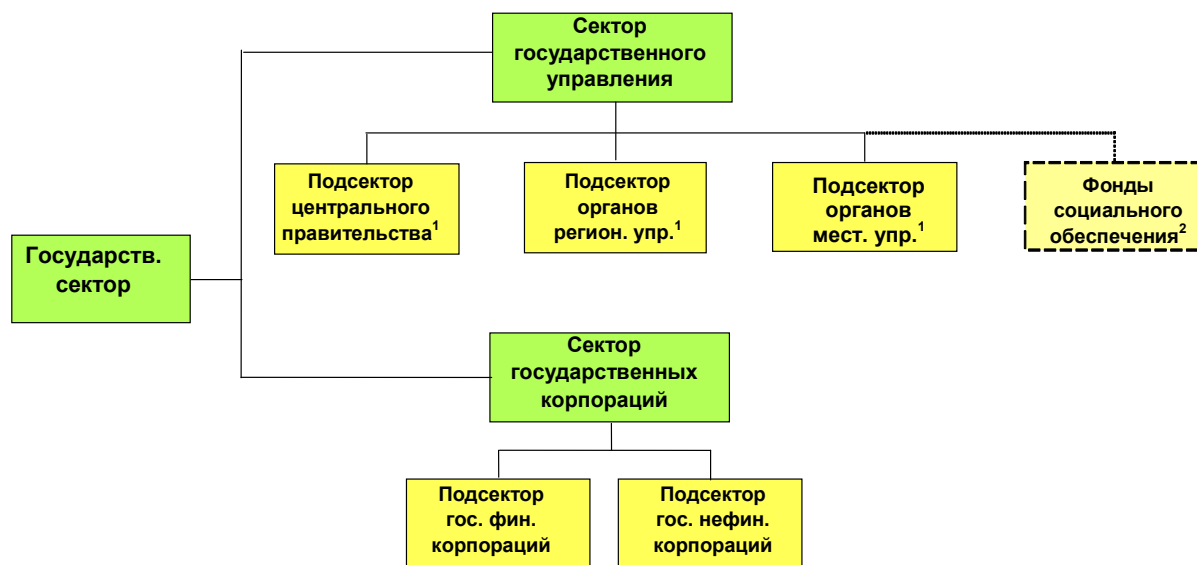 Сектор
государственного
управления
Подсектор
центрального
правительства¹
Подсектор
органов
регион. упр.¹
Подсектор
органов
мест. упр.¹
Фонды
социального
обеспечения²
Государств.
сектор
Сектор
государственных
корпораций
Подсектор
гос. фин.
корпораций
Подсектор
гос. нефин.
корпораций